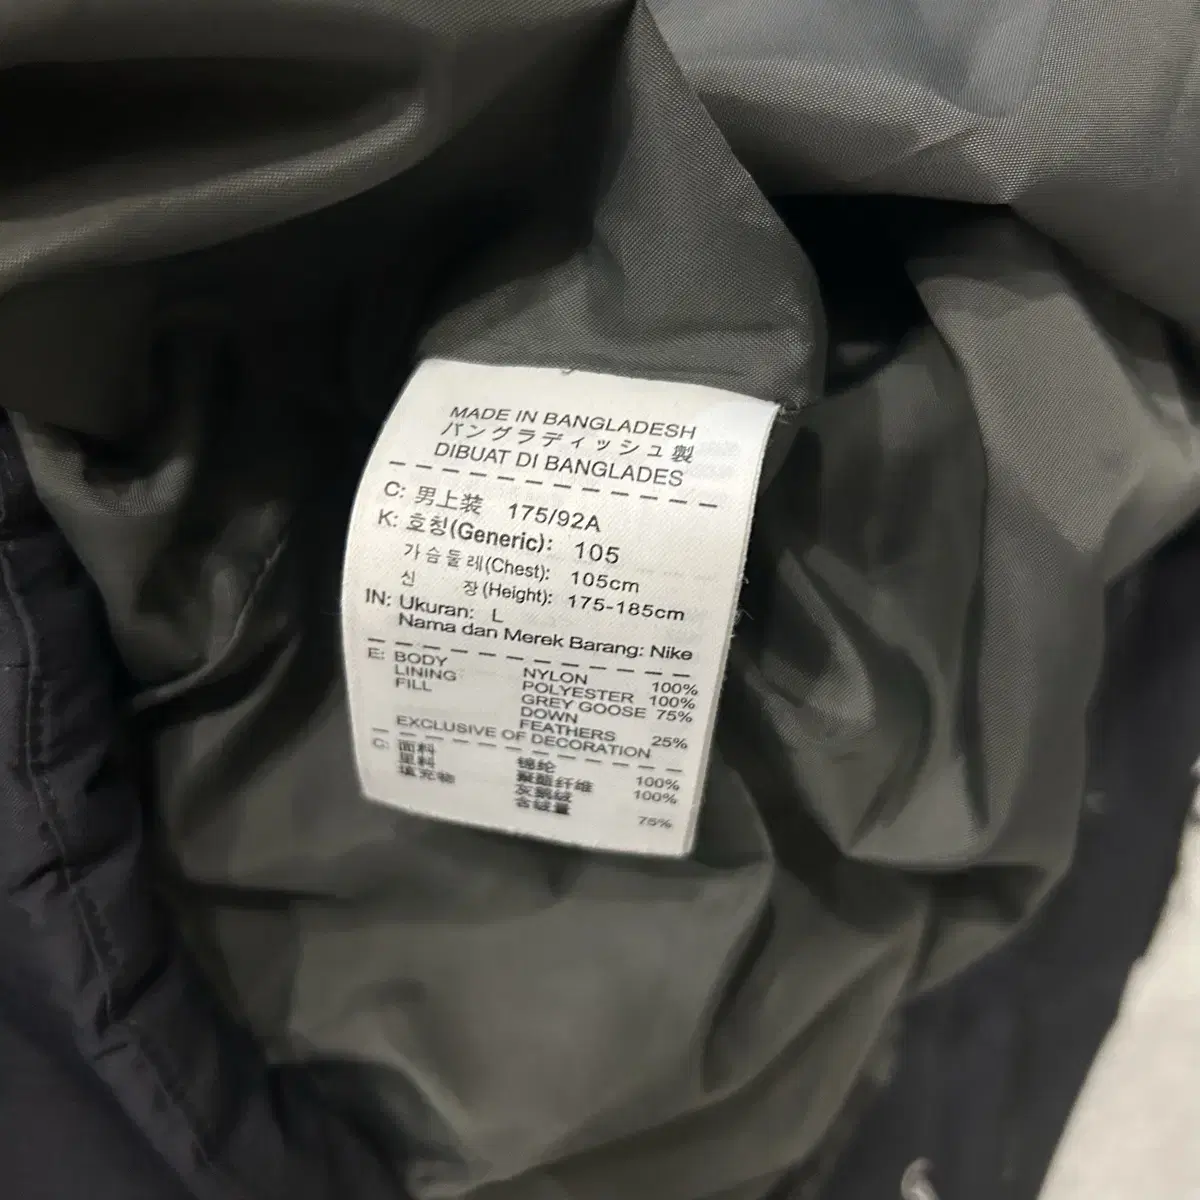 MADE IN BANGLADESH
バングラディッシュ製
DIBUAT DI BANGLADES
C: 男上装 175/92A
K: 호칭(Generic): 105
가슴둘레(Chest): 105cm
신 장(Height): 175-185cm
IN: Ukuran: L
Nama dan Merek Barang: Nike
E: BODY NYLON 100%
LINING POLYESTER 100%
FILL GREY GOOSE 75%
DOWN
FEATHERS 25%
EXCLUSIVE OF DECORATION
C: 面料 锦纶 100%
里料 聚酯纤维 100%
填充物 灰鹅绒
含绒量 75%